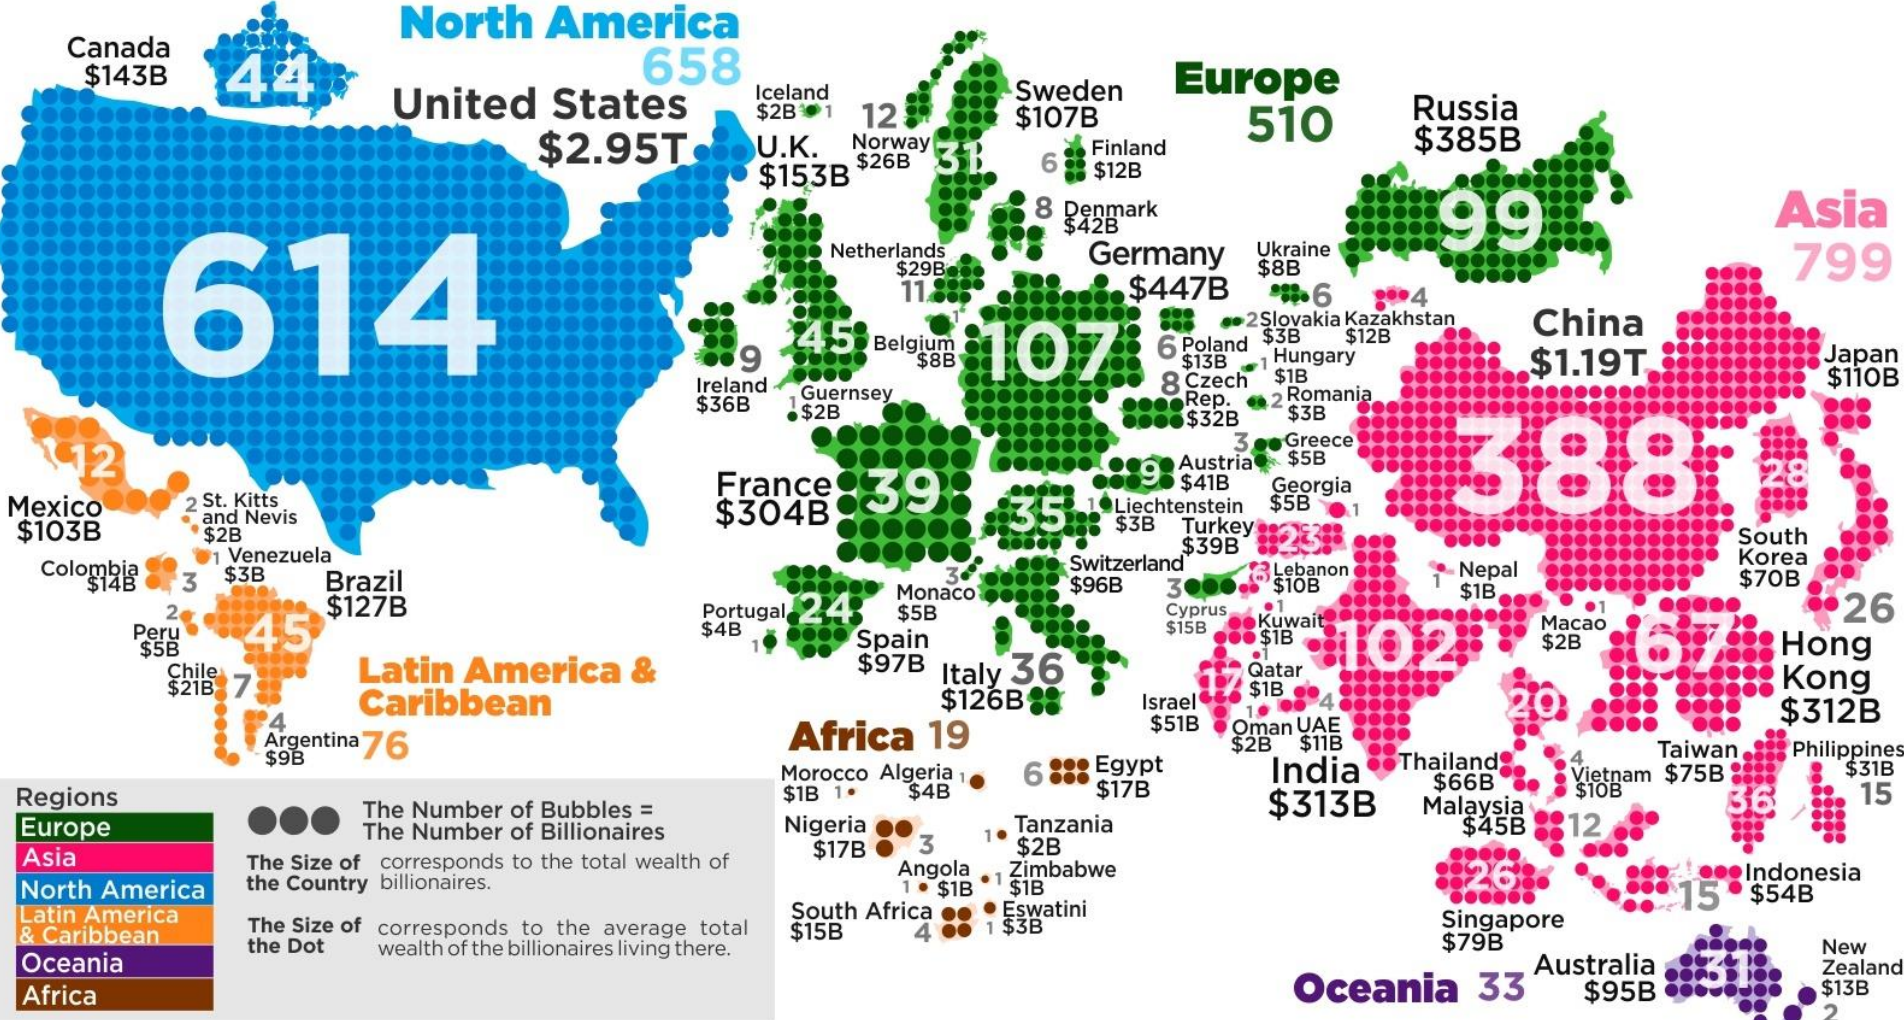 North America
658
Canada
$143B
44
United States
$2.95T
614
Europe
510
Iceland
$2B
1
U.K.
$153B
45
12
Norway
$26B
Sweden
$107B
31
6
Finland
$12B
8
Denmark
$42B
Netherlands
$29B
11
Germany
$447B
107
1
Belgium
$8B
9
Ireland
$36B
1
Guernsey
$2B
France
$304B
39
Russia
$385B
99
Ukraine
$8B
6
2
Slovakia
$3B
6
Poland
$13B
1
Hungary
$1B
8
Czech
Rep.
$32B
2
Romania
$3B
3
Greece
$5B
9
Austria
$41B
1
Liechtenstein
$3B
35
Switzerland
$96B
3
Monaco
$5B
Portugal
$4B
1
24
Spain
$97B
Italy
36
$126B
3
Cyprus
$15B
Asia
799
Kazakhstan
$12B
4
China
$1.19T
388
Japan
$110B
26
28
South
Korea
$70B
Georgia
$5B
1
Turkey
$39B
23
6
Lebanon
$10B
1
Nepal
$1B
1
Kuwait
$1B
1
Macao
$2B
102
India
$313B
67
Hong
Kong
$312B
17
Israel
$51B
1
Qatar
$1B
1
Oman
$2B
4
UAE
$11B
20
Thailand
$66B
4
Vietnam
$10B
Taiwan
$75B
36
Philippines
$31B
15
Malaysia
$45B
12
26
Singapore
$79B
15
Indonesia
$54B
12
Mexico
$103B
2
St. Kitts
and Nevis
$2B
1
Venezuela
$3B
Colombia
$14B
3
Brazil
$127B
45
2
Peru
$5B
Chile
$21B
7
4
Argentina
$9B
Latin America &
Caribbean
76
Africa 19
Morocco
$1B
1
Algeria
$4B
1
6
Egypt
$17B
Nigeria
$17B
3
1
Tanzania
$2B
Angola
1
$1B
1
Zimbabwe
$1B
South Africa
$15B
4
1
Eswatini
$3B
Oceania 33
Australia
$95B
31
New
Zealand
$13B
2
Regions
Europe
Asia
North America
Latin America
& Caribbean
Oceania
Africa
The Number of Bubbles =
The Number of Billionaires
The Size of
the Country
corresponds to the total wealth of
billionaires.
The Size of
the Dot
corresponds to the average total
wealth of the billionaires living there.